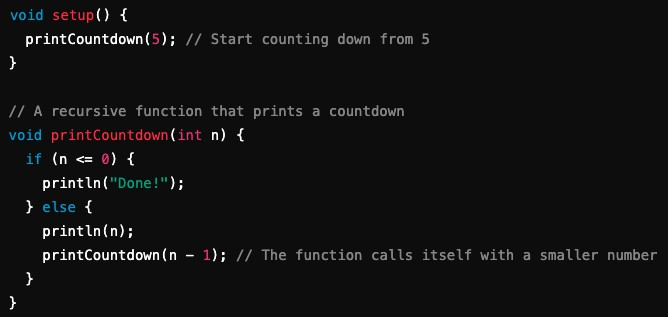 void setup() {
  printCountdown(5); // Start counting down from 5
}

// A recursive function that prints a countdown
void printCountdown(int n) {
  if (n <= 0) {
    println("Done!");
  } else {
    println(n);
    printCountdown(n - 1); // The function calls itself with a smaller number
  }
}